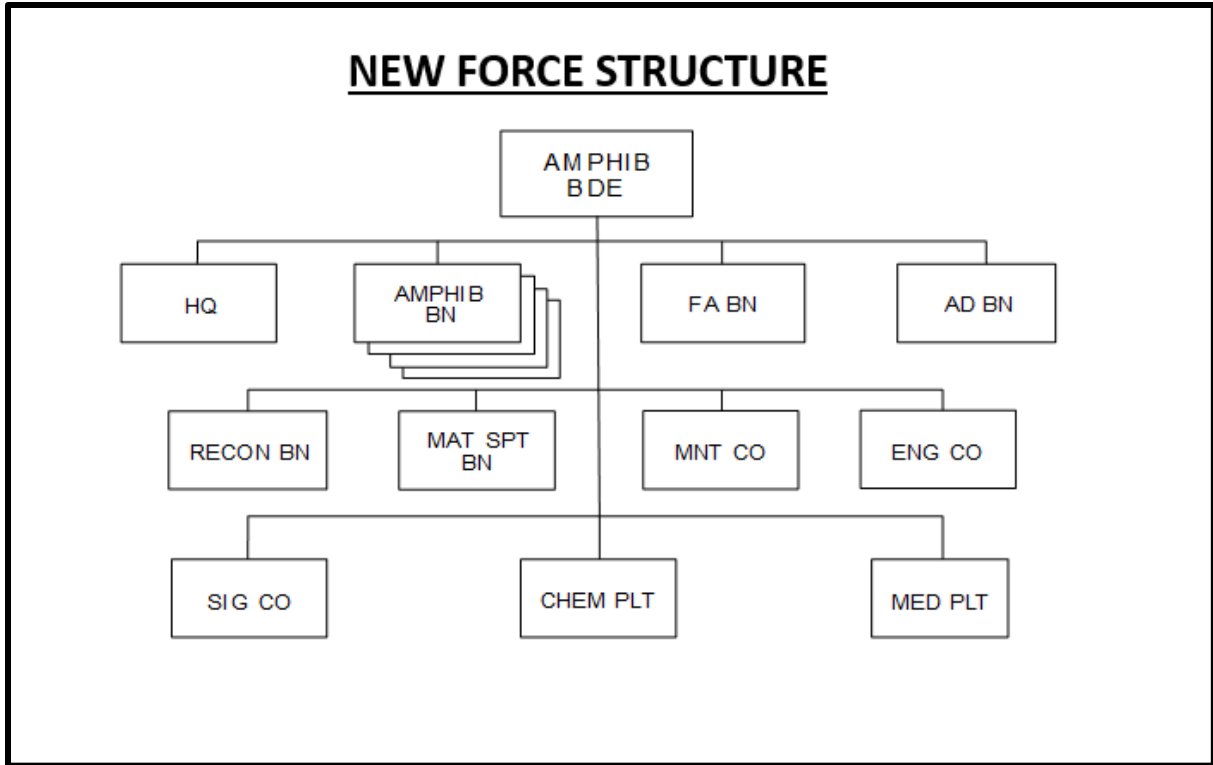 NEW FORCE STRUCTURE
AMPHIB
BDE
HQ
AMPHIB
BN
FA BN
AD BN
RECON BN
MAT SPT
BN
MNT CO
ENG CO
SIG CO
CHEM PLT
MED PLT